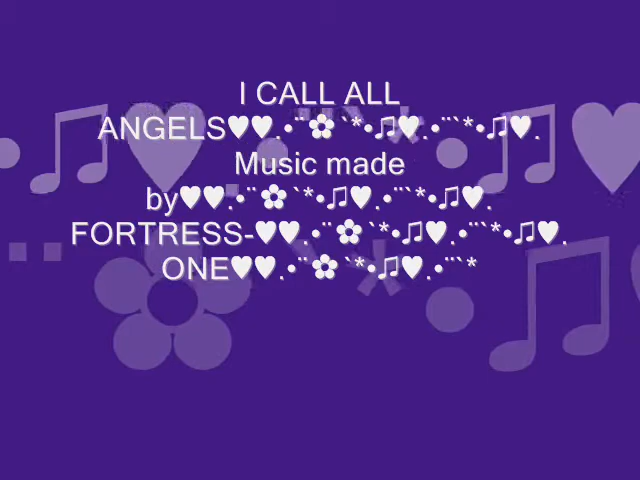 I CALL ALL
ANGELS♥♥.•¨✿`*•♫♥.•¨`*•♫♥.
Music made
by♥♥.•¨✿`*•♫♥.•¨`*•♫♥.
FORTRESS-♥♥.•¨✿`*•♫♥.•¨`*•♫♥.
ONE♥♥.•¨✿`*•♫♥.•¨`*